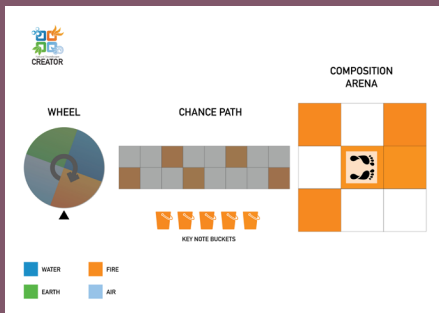 CREATOR
COMPOSITION
ARENA
WHEEL
CHANCE PATH
KEY NOTE BUCKETS
WATER
FIRE
EARTH
AIR